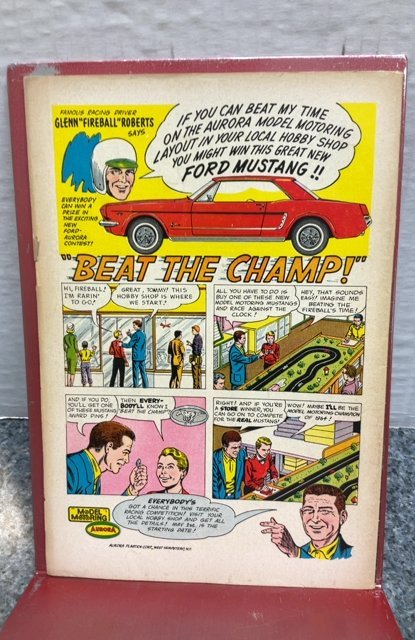 FAMOUS RACING DRIVER
GLENN "FIREBALL" ROBERTS
SAYS
IF YOU CAN BEAT MY TIME
ON THE AURORA MODEL MOTORING
LAYOUT IN YOUR LOCAL HOBBY SHOP
YOU MIGHT WIN THIS GREAT NEW
FORD MUSTANG!!
EVERYBODY
CAN WIN A
PRIZE IN
THE EXCITING
NEW
FORD-
AURORA
CONTEST!
"BEAT THE CHAMP!"
HI, FIREBALL!
I'M RARIN'
TO GO!
GREAT, TOMMY! THIS
HOBBY SHOP IS WHERE
WE START!
ALL YOU HAVE TO DO IS
BUY ONE OF THESE NEW
MODEL MOTORING MUSTANGS
AND RACE AGAINST THE
CLOCK!
HEY, THAT SOUNDS
EASY! IMAGINE ME
BEATING THE
FIREBALL'S TIME!
AND IF YOU DO,
YOU'LL GET ONE
OF THESE MUSTANG
AWARD PINS!
THEN EVERY-
BODY'LL KNOW I
"BEAT THE CHAMP"!
RIGHT! AND IF YOU'RE
A STORE WINNER, YOU
CAN GO ON TO COMPETE
FOR THE REAL MUSTANG!
WOW! MAYBE I'LL BE THE
MODEL MOTORING CHAMPION
OF 1964!
EVERYBODY'S
GOT A CHANCE IN THIS TERRIFIC
RACING COMPETITION! VISIT YOUR
LOCAL HOBBY SHOP AND GET ALL
THE DETAILS! MAY 1st IS THE
STARTING DATE!
MODEL
MOTORING
AURORA
AURORA PLASTICS CORP., WEST HEMPSTEAD, N.Y.